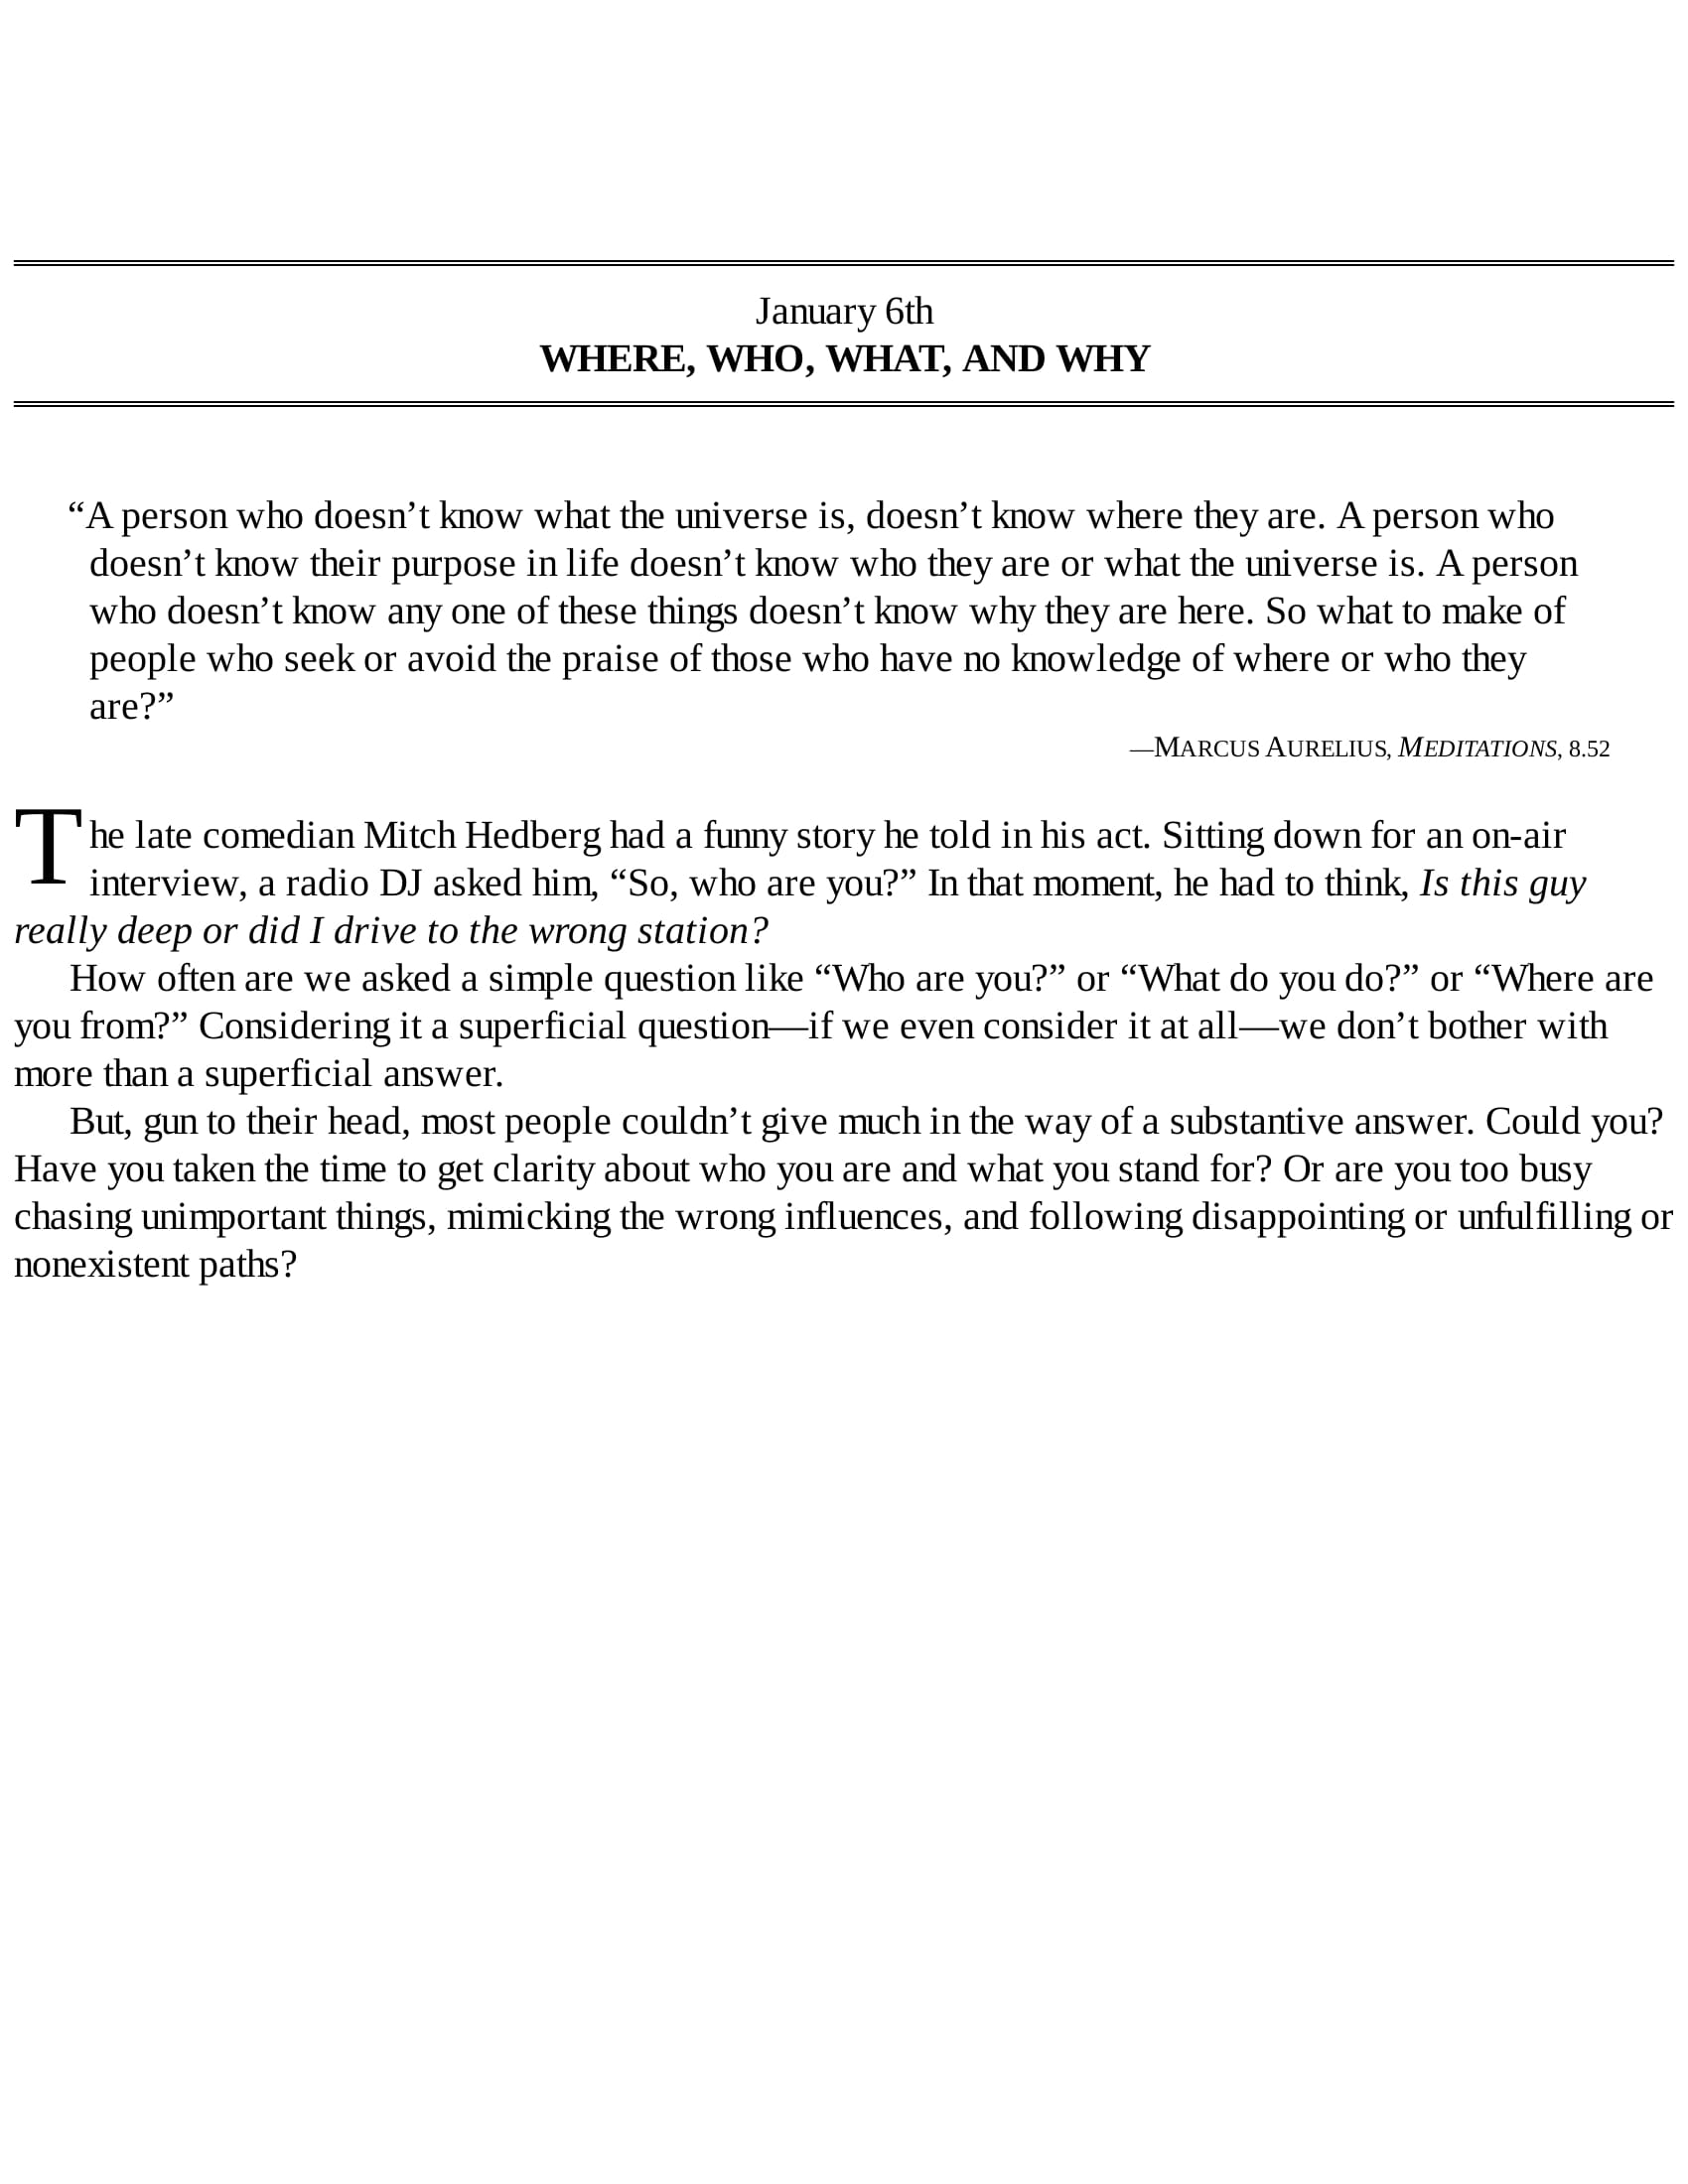 January 6th
WHERE, WHO, WHAT, AND WHY
“A person who doesn’t know what the universe is, doesn’t know where they are. A person who
doesn’t know their purpose in life doesn’t know who they are or what the universe is. A person
who doesn’t know any one of these things doesn’t know why they are here. So what to make of
people who seek or avoid the praise of those who have no knowledge of where or who they
are?”
—MARCUS AURELIUS, MEDITATIONS, 8.52
The late comedian Mitch Hedberg had a funny story he told in his act. Sitting down for an on-air
interview, a radio DJ asked him, “So, who are you?” In that moment, he had to think, Is this guy
really deep or did I drive to the wrong station?
How often are we asked a simple question like “Who are you?” or “What do you do?” or “Where are
you from?” Considering it a superficial question—if we even consider it at all—we don’t bother with
more than a superficial answer.
But, gun to their head, most people couldn’t give much in the way of a substantive answer. Could you?
Have you taken the time to get clarity about who you are and what you stand for? Or are you too busy
chasing unimportant things, mimicking the wrong influences, and following disappointing or unfulfilling or
nonexistent paths?